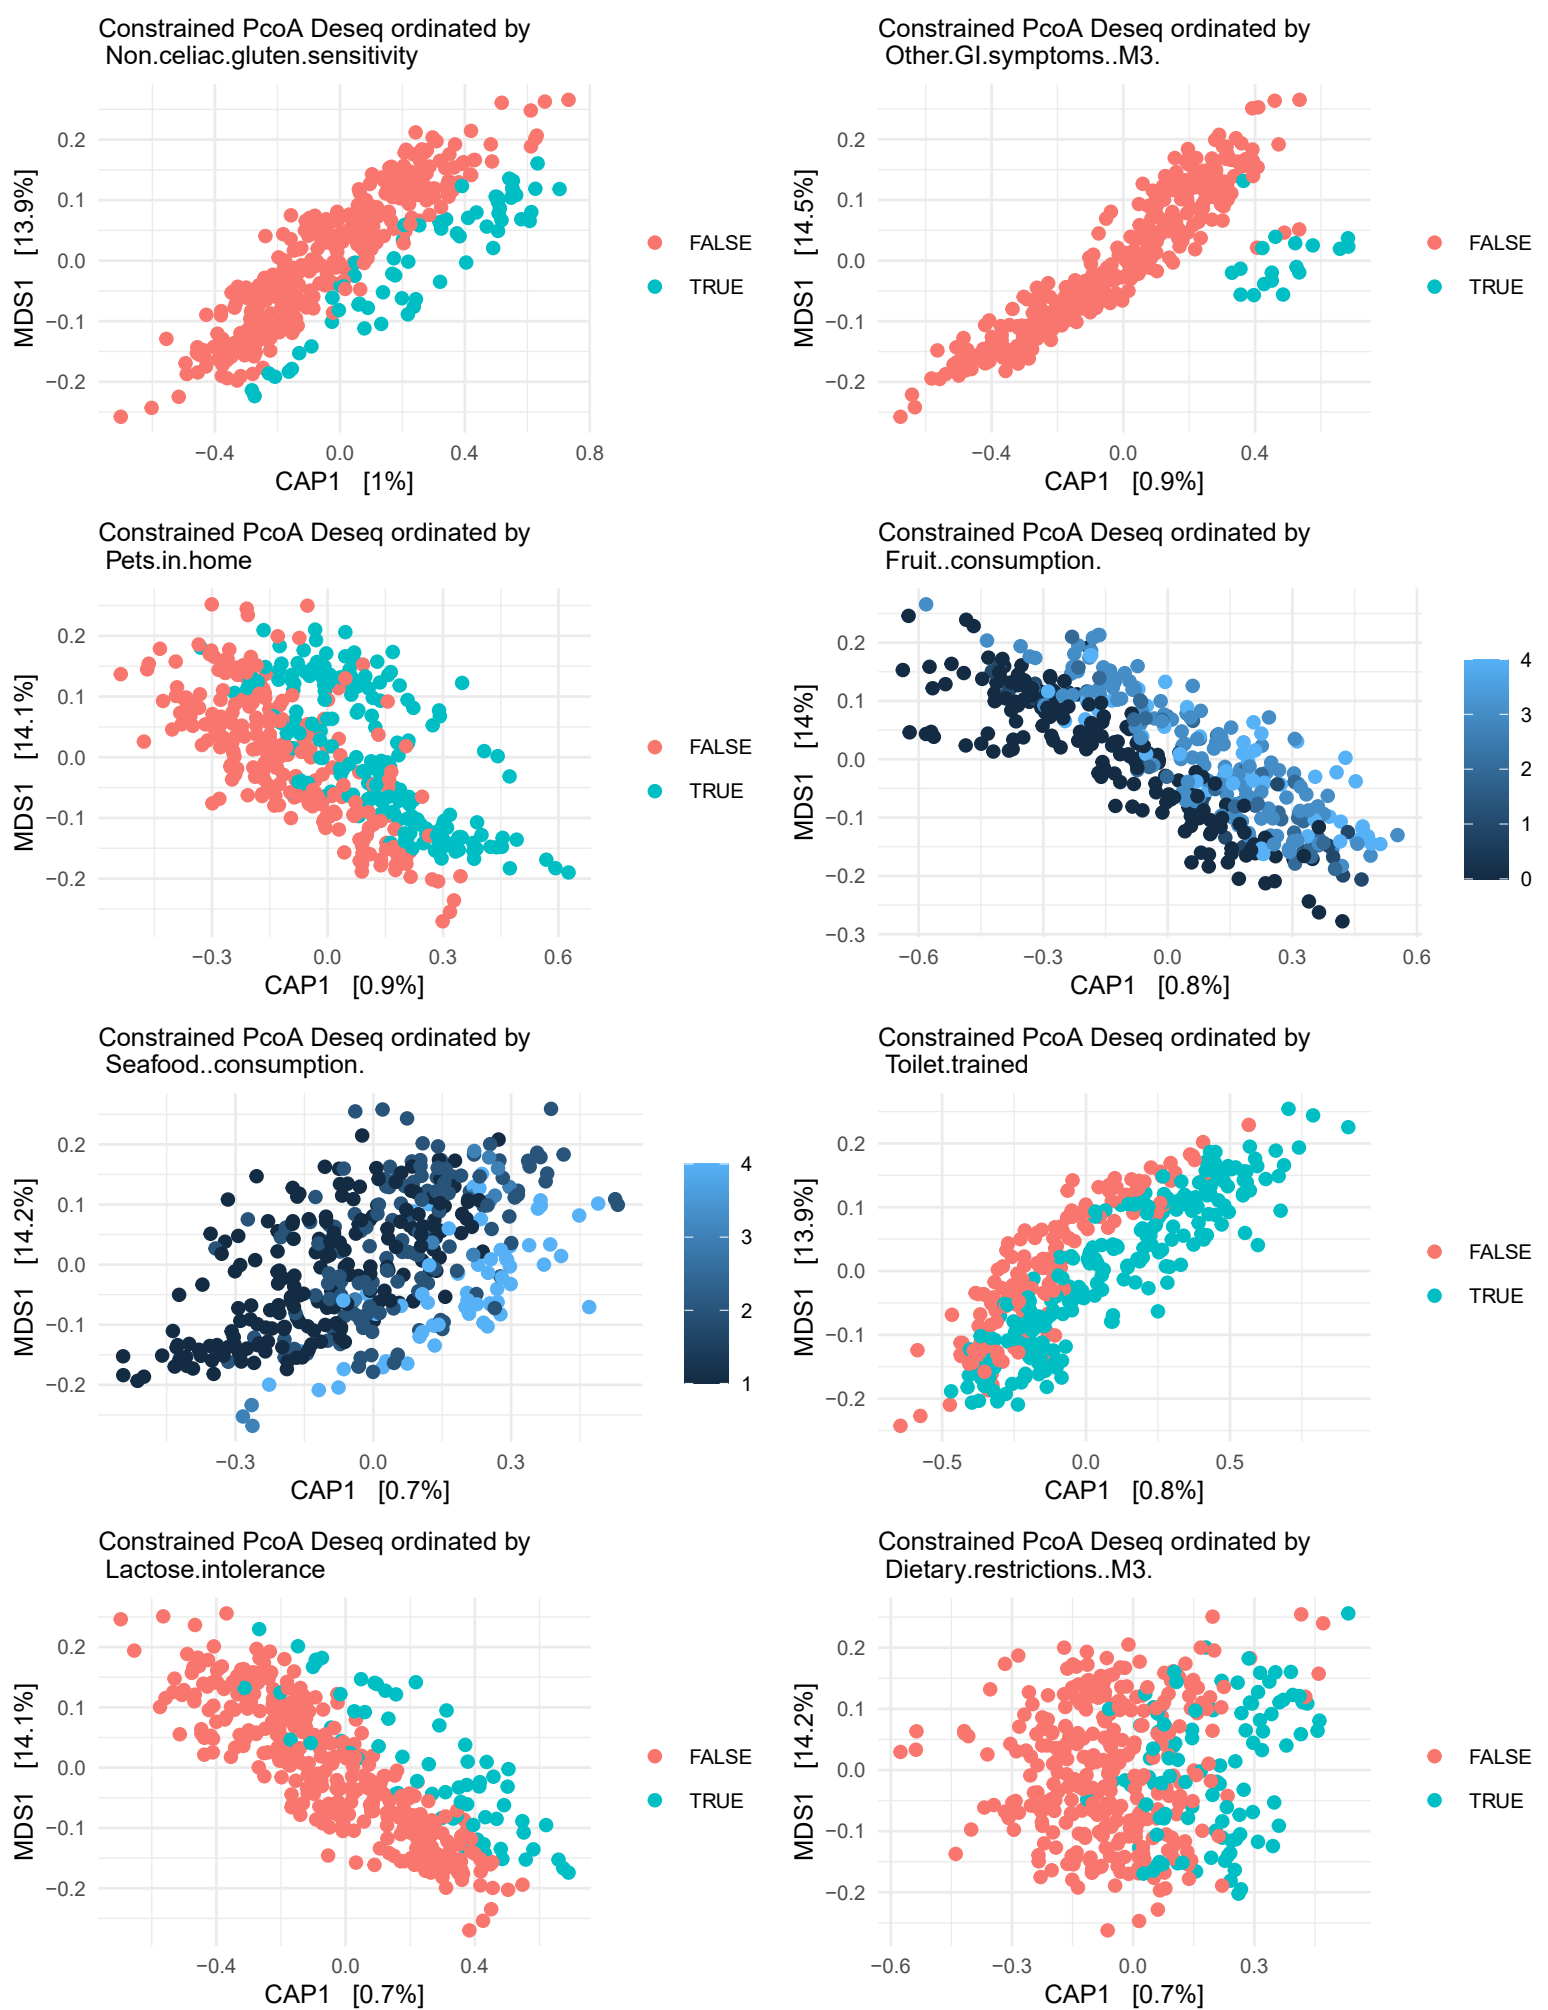 Constrained PcoA Deseq ordinated by
Non.celiac.gluten.sensitivity
MDS1 [13.9%]
0.2
0.1
0.0
−0.1
−0.2
−0.4 0.0 0.4 0.8
CAP1 [1%]
FALSE
TRUE
Constrained PcoA Deseq ordinated by
Other.GI.symptoms..M3.
MDS1 [14.5%]
0.2
0.1
0.0
−0.1
−0.2
−0.4 0.0 0.4
CAP1 [0.9%]
FALSE
TRUE
Constrained PcoA Deseq ordinated by
Pets.in.home
MDS1 [14.1%]
0.2
0.1
0.0
−0.1
−0.2
−0.3 0.0 0.3 0.6
CAP1 [0.9%]
FALSE
TRUE
Constrained PcoA Deseq ordinated by
Fruit..consumption.
MDS1 [14%]
0.2
0.1
0.0
−0.1
−0.2
−0.3
−0.6 −0.3 0.0 0.3 0.6
CAP1 [0.8%]
4
3
2
1
0
Constrained PcoA Deseq ordinated by
Seafood..consumption.
MDS1 [14.2%]
0.2
0.1
0.0
−0.1
−0.2
−0.3 0.0 0.3
CAP1 [0.7%]
4
3
2
1
Constrained PcoA Deseq ordinated by
Toilet.trained
MDS1 [13.9%]
0.2
0.1
0.0
−0.1
−0.2
−0.5 0.0 0.5
CAP1 [0.8%]
FALSE
TRUE
Constrained PcoA Deseq ordinated by
Lactose.intolerance
MDS1 [14.1%]
0.2
0.1
0.0
−0.1
−0.2
−0.4 0.0 0.4
CAP1 [0.7%]
FALSE
TRUE
Constrained PcoA Deseq ordinated by
Dietary.restrictions..M3.
MDS1 [14.2%]
0.2
0.1
0.0
−0.1
−0.2
−0.6 −0.3 0.0 0.3
CAP1 [0.7%]
FALSE
TRUE